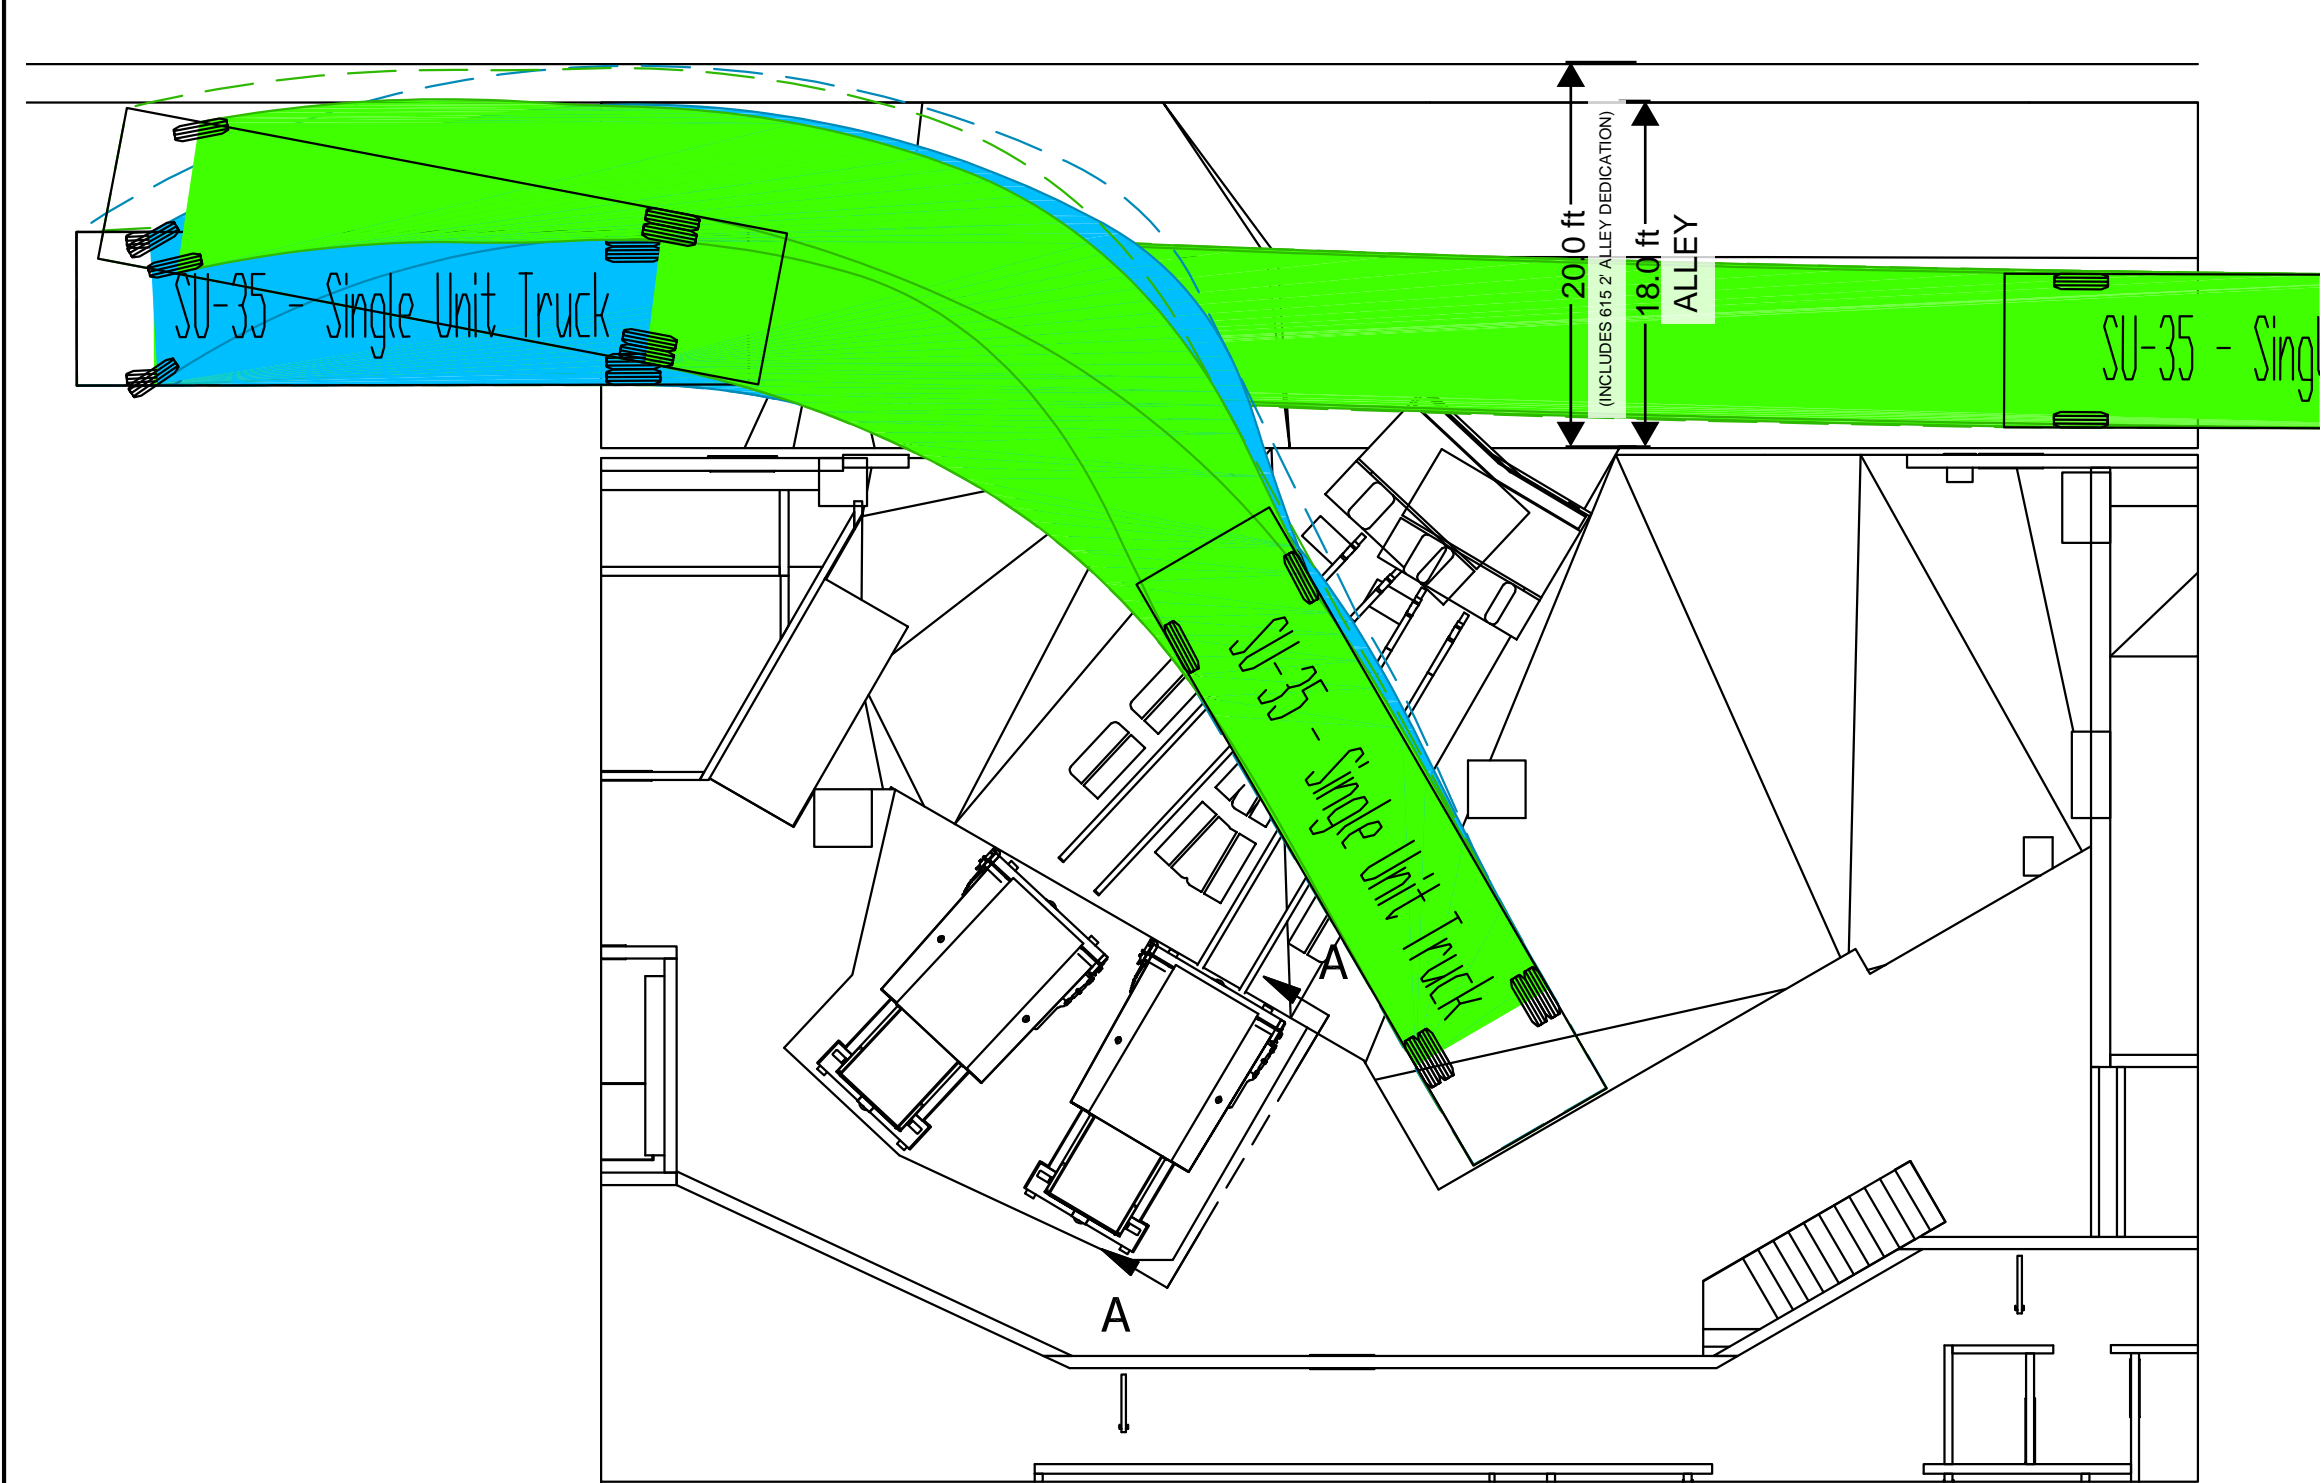 SU-35 - Single Unit Truck
20.0 ft
(INCLUDES 615 2' ALLEY DEDICATION)
18.0 ft
ALLEY
SU-35 - Sing
SU-35 - Single Unit Truck
A
A